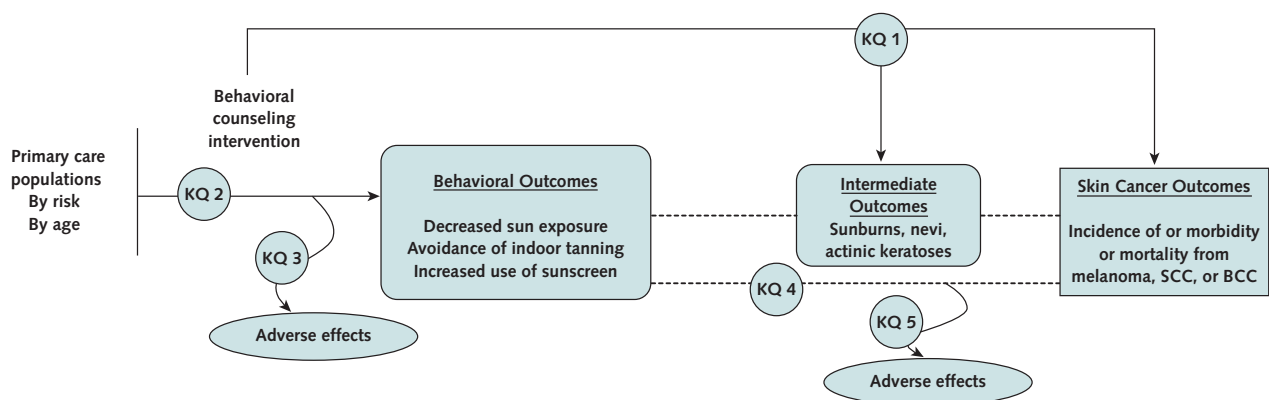 KQ 1
Behavioral
counseling
intervention
Primary care
populations
By risk
By age
KQ 2
KQ 3
Adverse effects
Behavioral Outcomes
Decreased sun exposure
Avoidance of indoor tanning
Increased use of sunscreen
Intermediate
Outcomes
Sunburns, nevi,
actinic keratoses
Skin Cancer Outcomes
Incidence of or morbidity
or mortality from
melanoma, SCC, or BCC
KQ 4
KQ 5
Adverse effects